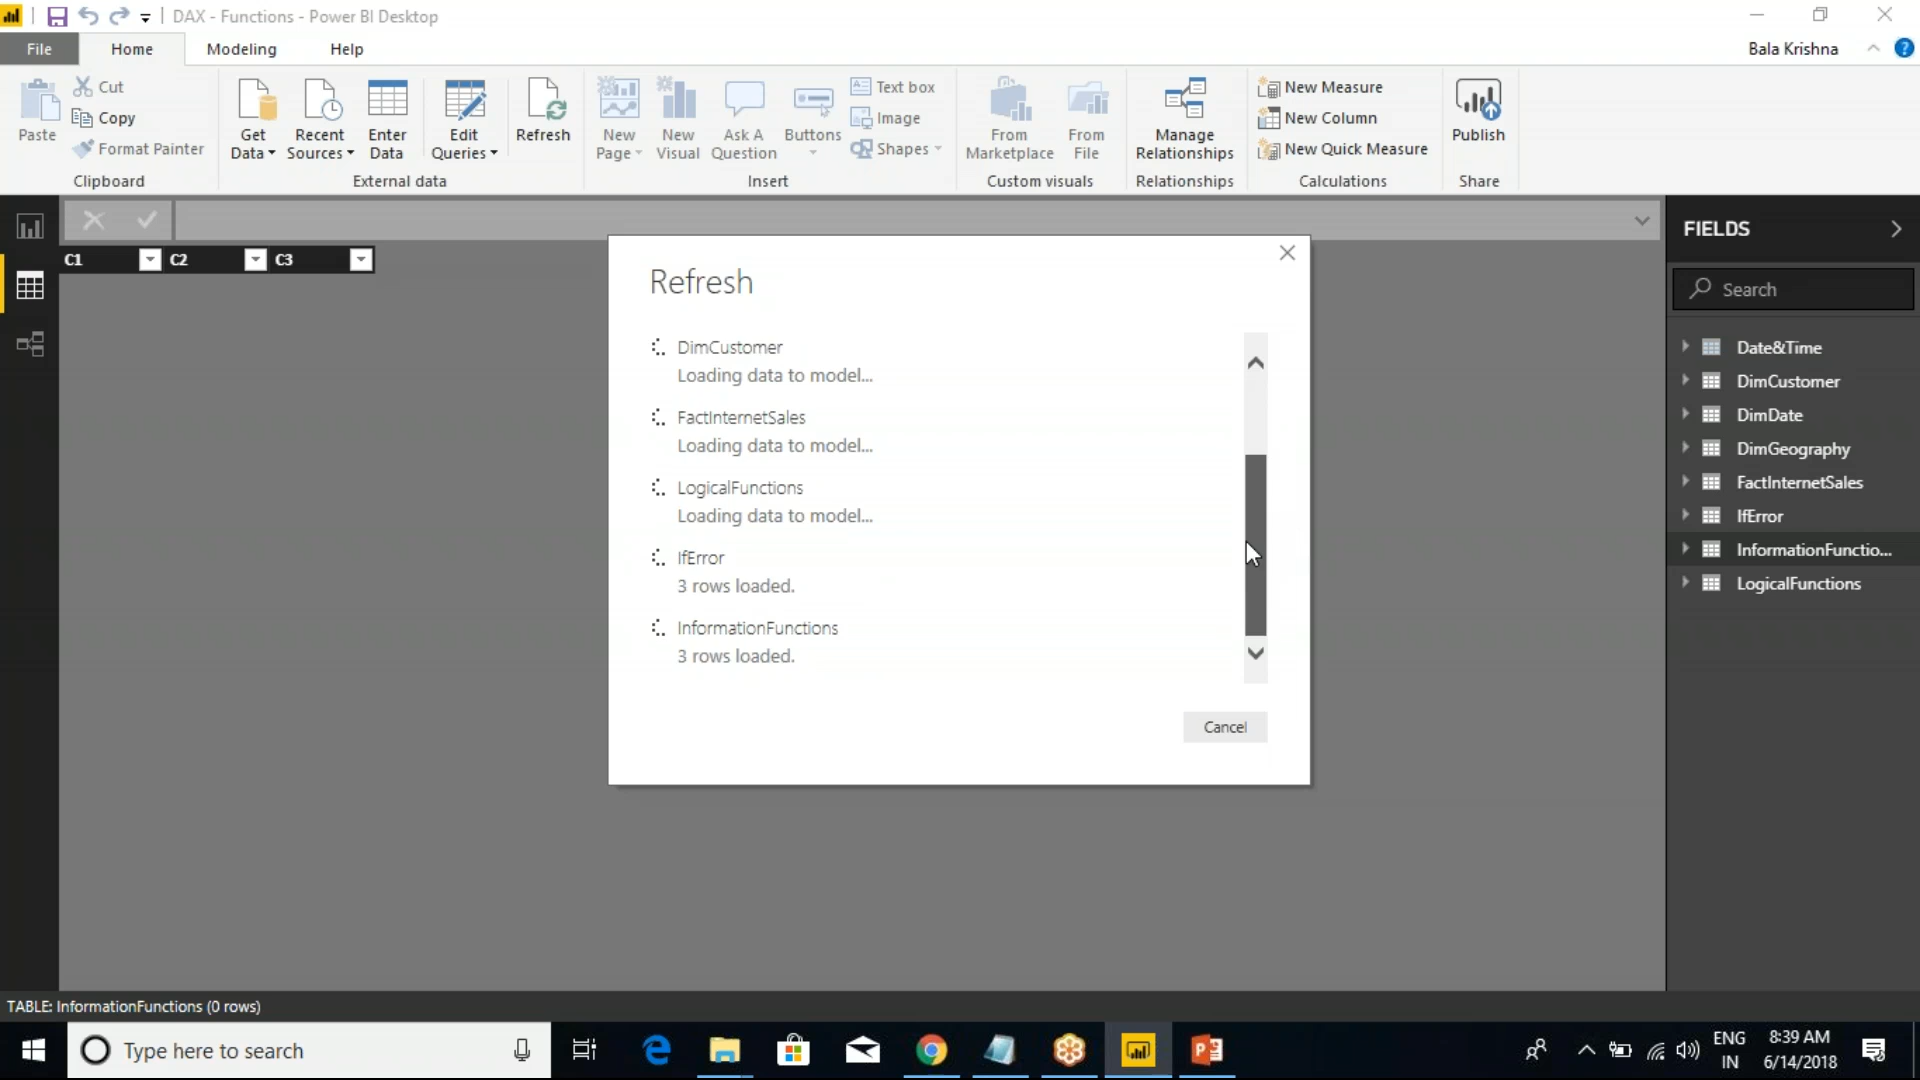 DAX - Functions - Power BI Desktop
File Home Modeling Help Bala Krishna
Paste
Cut
Copy
Format Painter
Clipboard
Get Data
Recent Sources
Enter Data
Edit Queries
Refresh
External data
New Page
New Visual
Ask A Question
Buttons
Text box
Image
Shapes
Insert
From Marketplace
From File
Custom visuals
Manage Relationships
Relationships
New Measure
New Column
New Quick Measure
Calculations
Publish
Share
C1 C2 C3
Refresh
DimCustomer
Loading data to model...
FactInternetSales
Loading data to model...
LogicalFunctions
Loading data to model...
IfError
3 rows loaded.
InformationFunctions
3 rows loaded.
Cancel
FIELDS
Search
Date&Time
DimCustomer
DimDate
DimGeography
FactInternetSales
IfError
InformationFunctio...
LogicalFunctions
TABLE: InformationFunctions (0 rows)
Type here to search
ENG
IN
8:39 AM
6/14/2018